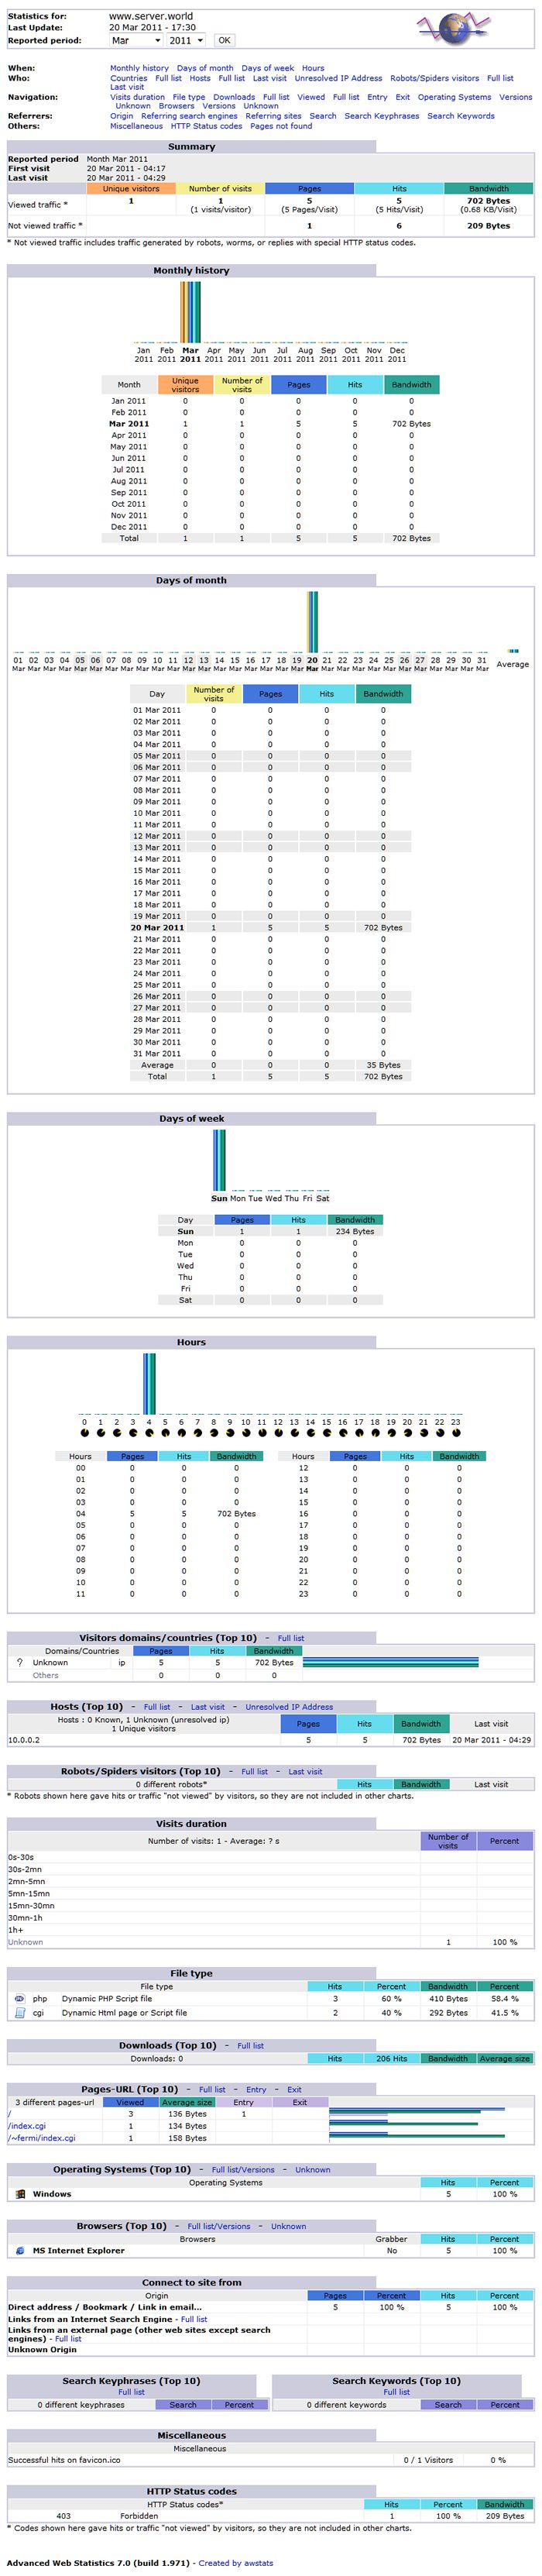 Statistics for: www.server.world
Last Update: 20 Mar 2011 - 17:30
Reported period: Mar 2011 OK
When: Monthly history Days of month Days of week Hours
Who: Countries Full list Hosts Full list Last visit Unresolved IP Address Robots/Spiders visitors Full list
Last visit
Navigation: Visits duration File type Downloads Full list Viewed Full list Entry Exit Operating Systems Versions
Unknown Browsers Versions Unknown
Referrers: Origin Referring search engines Referring sites Search Search Keyphrases Search Keywords
Others: Miscellaneous HTTP Status codes Pages not found
Summary
Reported period Month Mar 2011
First visit 20 Mar 2011 - 04:17
Last visit 20 Mar 2011 - 04:29
Unique visitors Number of visits Pages Hits Bandwidth
Viewed traffic * 1 1 5 5 702 Bytes
(1 visits/visitor) (5 Pages/Visit) (5 Hits/Visit) (0.68 KB/Visit)
Not viewed traffic * 1 6 209 Bytes
* Not viewed traffic includes traffic generated by robots, worms, or replies with special HTTP status codes.
Monthly history
Jan Feb Mar Apr May Jun Jul Aug Sep Oct Nov Dec
2011 2011 2011 2011 2011 2011 2011 2011 2011 2011 2011 2011
Month Unique visitors Number of visits Pages Hits Bandwidth
Jan 2011 0 0 0 0 0
Feb 2011 0 0 0 0 0
Mar 2011 1 1 5 5 702 Bytes
Apr 2011 0 0 0 0 0
May 2011 0 0 0 0 0
Jun 2011 0 0 0 0 0
Jul 2011 0 0 0 0 0
Aug 2011 0 0 0 0 0
Sep 2011 0 0 0 0 0
Oct 2011 0 0 0 0 0
Nov 2011 0 0 0 0 0
Dec 2011 0 0 0 0 0
Total 1 1 5 5 702 Bytes
Days of month
01 02 03 04 05 06 07 08 09 10 11 12 13 14 15 16 17 18 19 20 21 22 23 24 25 26 27 28 29 30 31
Mar Mar Mar Mar Mar Mar Mar Mar Mar Mar Mar Mar Mar Mar Mar Mar Mar Mar Mar Mar Mar Mar Mar Mar Mar Mar Mar Mar Mar Mar Mar Average
Day Number of visits Pages Hits Bandwidth
01 Mar 2011 0 0 0 0
02 Mar 2011 0 0 0 0
03 Mar 2011 0 0 0 0
04 Mar 2011 0 0 0 0
05 Mar 2011 0 0 0 0
06 Mar 2011 0 0 0 0
07 Mar 2011 0 0 0 0
08 Mar 2011 0 0 0 0
09 Mar 2011 0 0 0 0
10 Mar 2011 0 0 0 0
11 Mar 2011 0 0 0 0
12 Mar 2011 0 0 0 0
13 Mar 2011 0 0 0 0
14 Mar 2011 0 0 0 0
15 Mar 2011 0 0 0 0
16 Mar 2011 0 0 0 0
17 Mar 2011 0 0 0 0
18 Mar 2011 0 0 0 0
19 Mar 2011 0 0 0 0
20 Mar 2011 1 5 5 702 Bytes
21 Mar 2011 0 0 0 0
22 Mar 2011 0 0 0 0
23 Mar 2011 0 0 0 0
24 Mar 2011 0 0 0 0
25 Mar 2011 0 0 0 0
26 Mar 2011 0 0 0 0
27 Mar 2011 0 0 0 0
28 Mar 2011 0 0 0 0
29 Mar 2011 0 0 0 0
30 Mar 2011 0 0 0 0
31 Mar 2011 0 0 0 0
Average 0 0 0 35 Bytes
Total 1 5 5 702 Bytes
Days of week
Sun Mon Tue Wed Thu Fri Sat
Day Pages Hits Bandwidth
Sun 1 1 234 Bytes
Mon 0 0 0
Tue 0 0 0
Wed 0 0 0
Thu 0 0 0
Fri 0 0 0
Sat 0 0 0
Hours
0 1 2 3 4 5 6 7 8 9 10 11 12 13 14 15 16 17 18 19 20 21 22 23
Hours Pages Hits Bandwidth Hours Pages Hits Bandwidth
00 0 0 0 12 0 0 0
01 0 0 0 13 0 0 0
02 0 0 0 14 0 0 0
03 0 0 0 15 0 0 0
04 5 5 702 Bytes 16 0 0 0
05 0 0 0 17 0 0 0
06 0 0 0 18 0 0 0
07 0 0 0 19 0 0 0
08 0 0 0 20 0 0 0
09 0 0 0 21 0 0 0
10 0 0 0 22 0 0 0
11 0 0 0 23 0 0 0
Visitors domains/countries (Top 10) - Full list
Domains/Countries Pages Hits Bandwidth
? Unknown ip 5 5 702 Bytes
Others 0 0 0
Hosts (Top 10) - Full list - Last visit - Unresolved IP Address
Hosts : 0 Known, 1 Unknown (unresolved ip)
1 Unique visitors Pages Hits Bandwidth Last visit
10.0.0.2 5 5 702 Bytes 20 Mar 2011 - 04:29
Robots/Spiders visitors (Top 10) - Full list - Last visit
0 different robots* Hits Bandwidth Last visit
* Robots shown here gave hits or traffic "not viewed" by visitors, so they are not included in other charts.
Visits duration
Number of visits: 1 - Average: ? s Number of visits Percent
0s-30s
30s-2mn
2mn-5mn
5mn-15mn
15mn-30mn
30mn-1h
1h+
Unknown 1 100 %
File type
File type Hits Percent Bandwidth Percent
php Dynamic PHP Script file 3 60 % 410 Bytes 58.4 %
cgi Dynamic Html page or Script file 2 40 % 292 Bytes 41.5 %
Downloads (Top 10) - Full list
Downloads: 0 Hits 206 Hits Bandwidth Average size
Pages-URL (Top 10) - Full list - Entry - Exit
3 different pages-url Viewed Average size Entry Exit
/ 3 136 Bytes 1
/index.cgi 1 134 Bytes
/~fermi/index.cgi 1 158 Bytes
Operating Systems (Top 10) - Full list/Versions - Unknown
Operating Systems Hits Percent
Windows 5 100 %
Browsers (Top 10) - Full list/Versions - Unknown
Browsers Grabber Hits Percent
MS Internet Explorer No 5 100 %
Connect to site from
Origin Pages Percent Hits Percent
Direct address / Bookmark / Link in email... 5 100 % 5 100 %
Links from an Internet Search Engine - Full list
Links from an external page (other web sites except search
engines) - Full list
Unknown Origin
Search Keyphrases (Top 10) Search Keywords (Top 10)
Full list Full list
0 different keyphrases Search Percent 0 different keywords Search Percent
Miscellaneous
Miscellaneous
Successful hits on favicon.ico 0 / 1 Visitors 0 %
HTTP Status codes
HTTP Status codes* Hits Percent Bandwidth
403 Forbidden 1 100 % 209 Bytes
* Codes shown here gave hits or traffic "not viewed" by visitors, so they are not included in other charts.
Advanced Web Statistics 7.0 (build 1.971) - Created by awstats